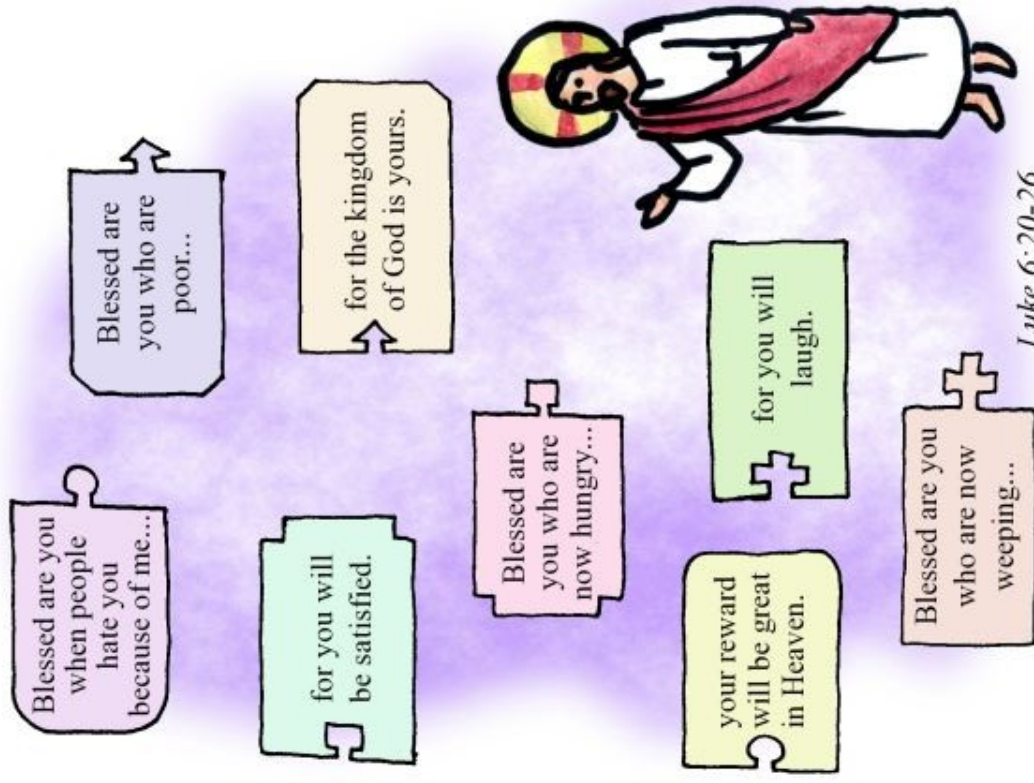 Blessed are you
when people
hate you
because of me...
Blessed are
you who are
poor...
for you will
be satisfied.
for the kingdom
of God is yours.
Blessed are
you who are
now hungry...
your reward
will be great
in Heaven.
for you will
laugh.
Blessed are you
who are now
weeping...
Luke 6:20-26